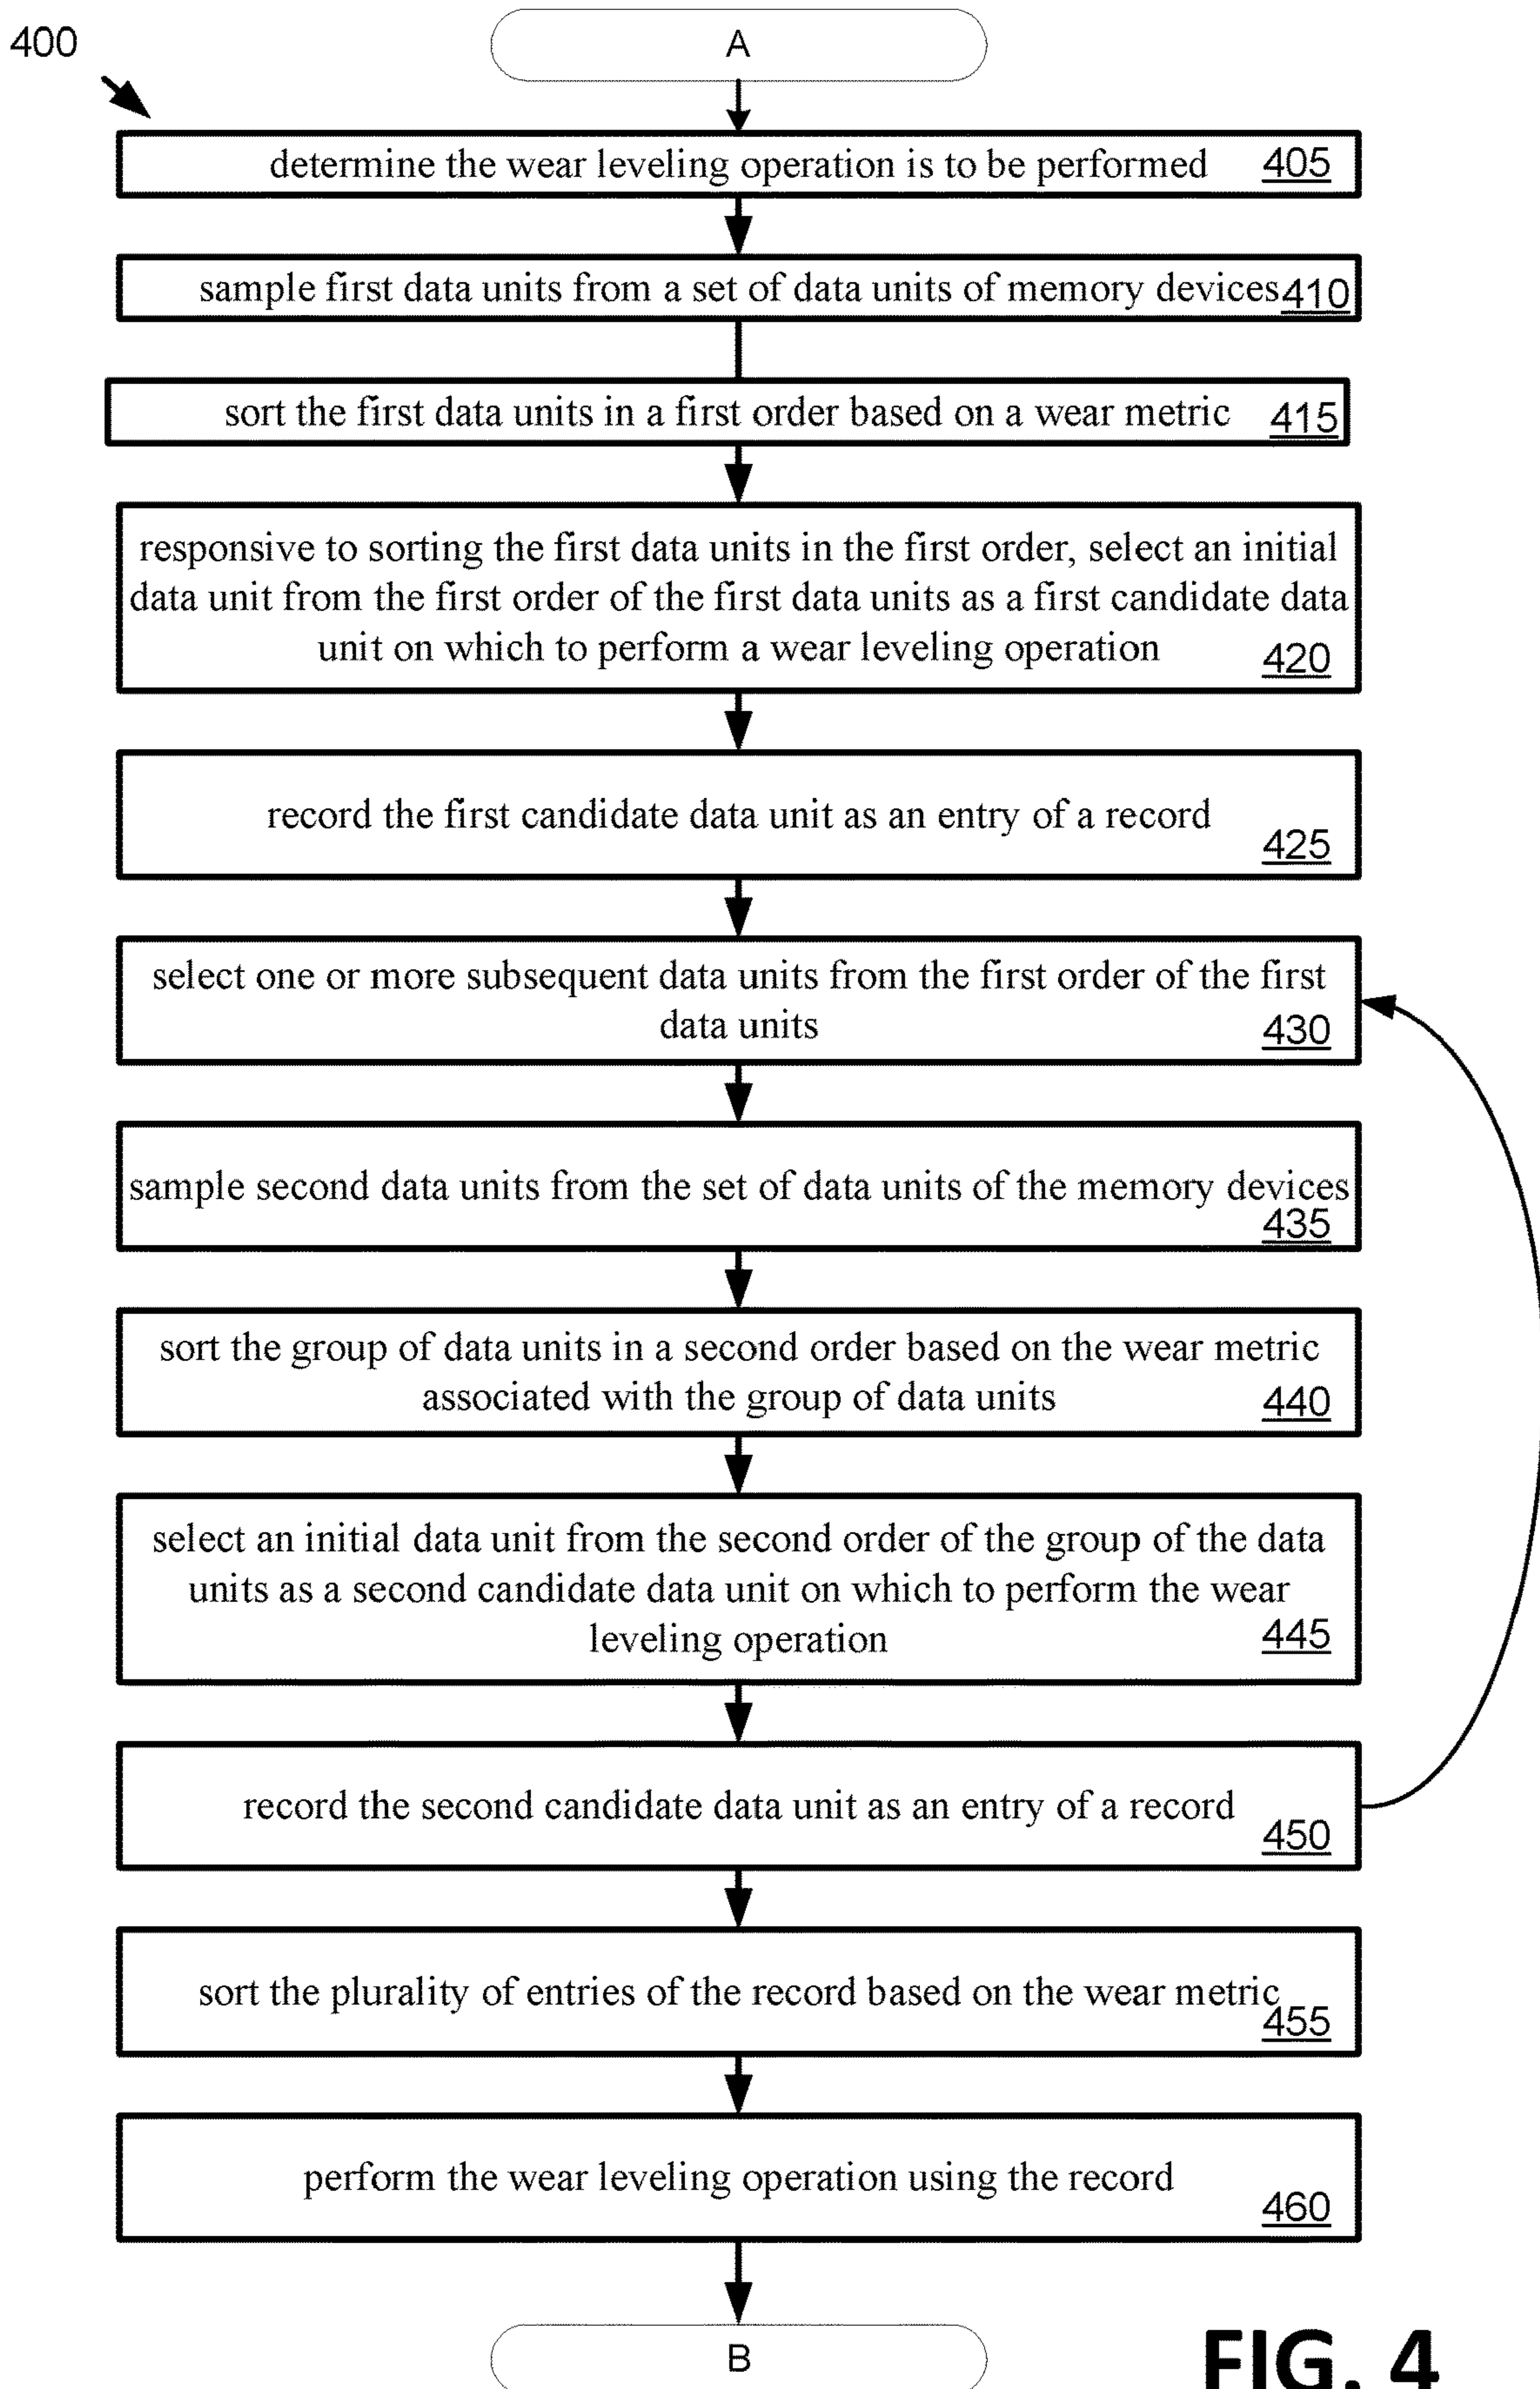 400
A
determine the wear leveling operation is to be performed 405
sample first data units from a set of data units of memory devices 410
sort the first data units in a first order based on a wear metric 415
responsive to sorting the first data units in the first order, select an initial
data unit from the first order of the first data units as a first candidate data
unit on which to perform a wear leveling operation 420
record the first candidate data unit as an entry of a record
425
select one or more subsequent data units from the first order of the first
data units 430
sample second data units from the set of data units of the memory devices
435
sort the group of data units in a second order based on the wear metric
associated with the group of data units 440
select an initial data unit from the second order of the group of the data
units as a second candidate data unit on which to perform the wear
leveling operation 445
record the second candidate data unit as an entry of a record
450
sort the plurality of entries of the record based on the wear metric
455
perform the wear leveling operation using the record
460
B
FIG. 4